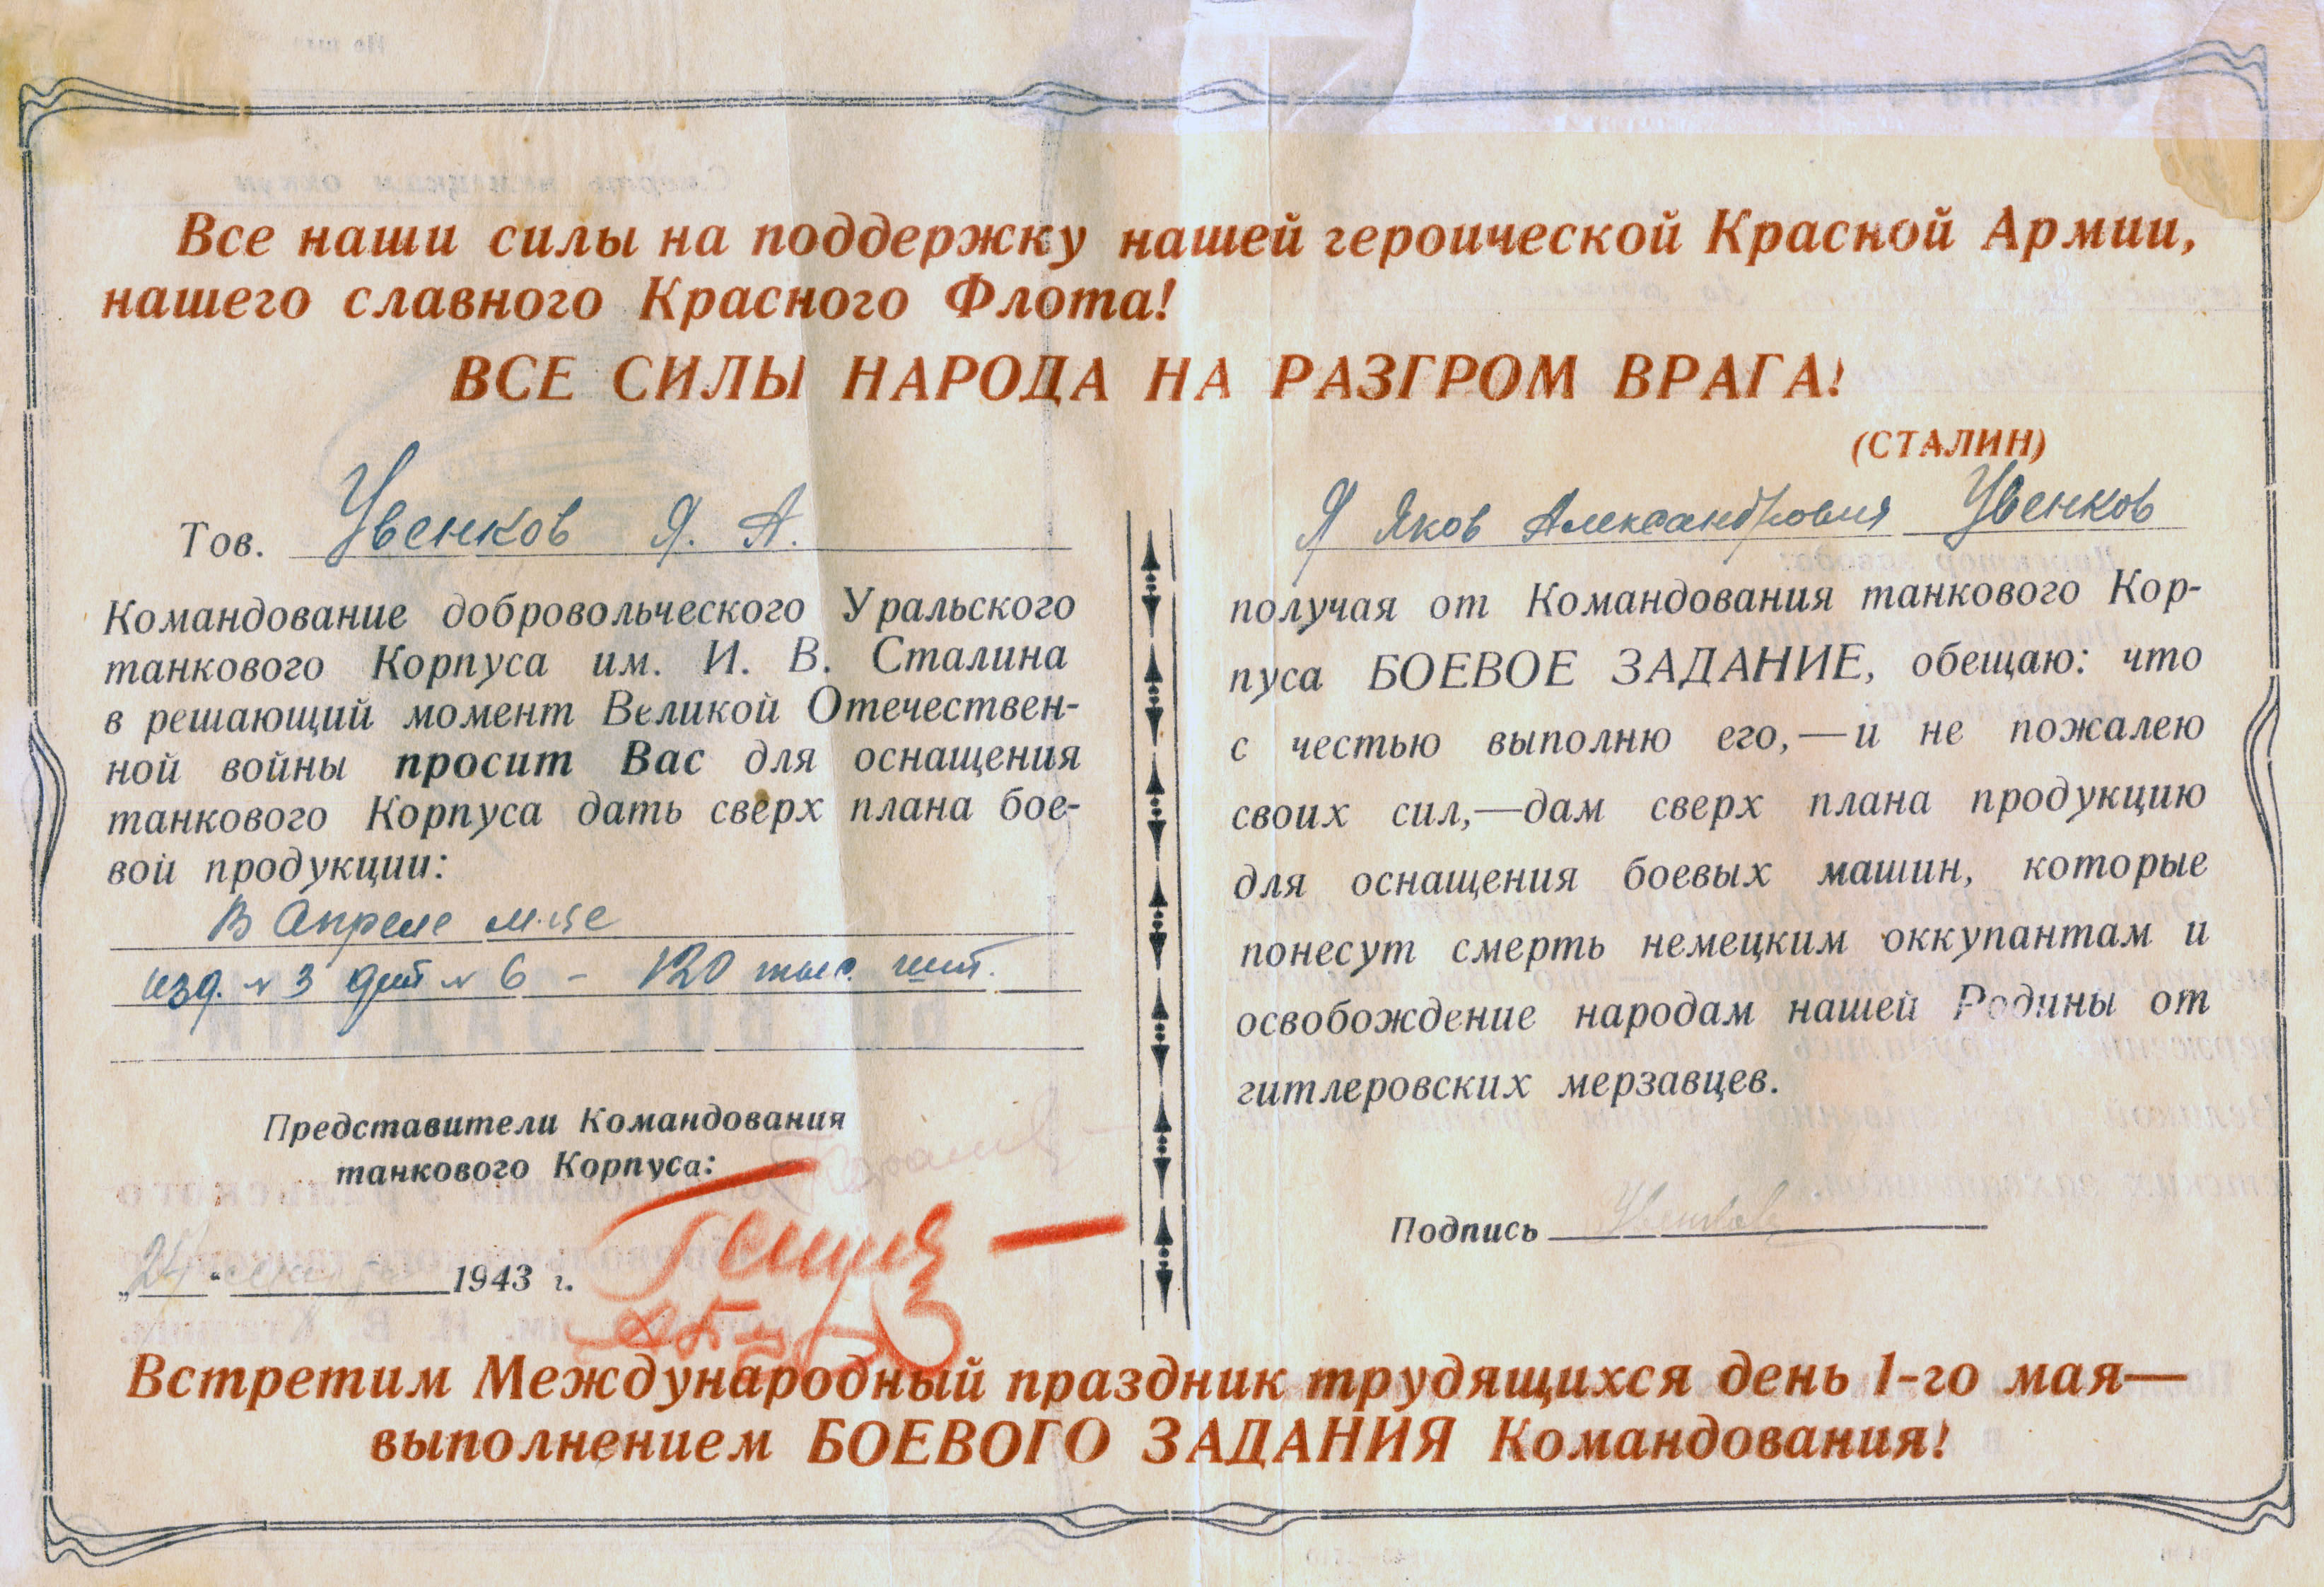 Все наши силы на поддержку нашей героической Красной Армии,
нашего славного Красного Флота!
ВСЕ СИЛЫ НАРОДА НА РАЗГРОМ ВРАГА!
(СТАЛИН)
Тов. Увенков Я. А.
Командование добровольческого Уральского
танкового Корпуса им. И. В. Сталина
в решающий момент Великой Отечествен-
ной войны просит Вас для оснащения
танкового Корпуса дать сверх плана бое-
вой продукции:
В Апреле м-це
изд. N 3 дет N 6 - 120 тыс. шт.
Представители Командования
танкового Корпуса:
„24“ 1943 г.
Я Яков Александрович Увенков
получая от Командования танкового Кор-
пуса БОЕВОЕ ЗАДАНИЕ, обещаю: что
с честью выполню его,—и не пожалею
своих сил,—дам сверх плана продукцию
для оснащения боевых машин, которые
понесут смерть немецким оккупантам и
освобождение народам нашей Родины от
гитлеровских мерзавцев.
Подпись Увенков
Встретим Международный праздник трудящихся день 1-го мая—
выполнением БОЕВОГО ЗАДАНИЯ Командования!